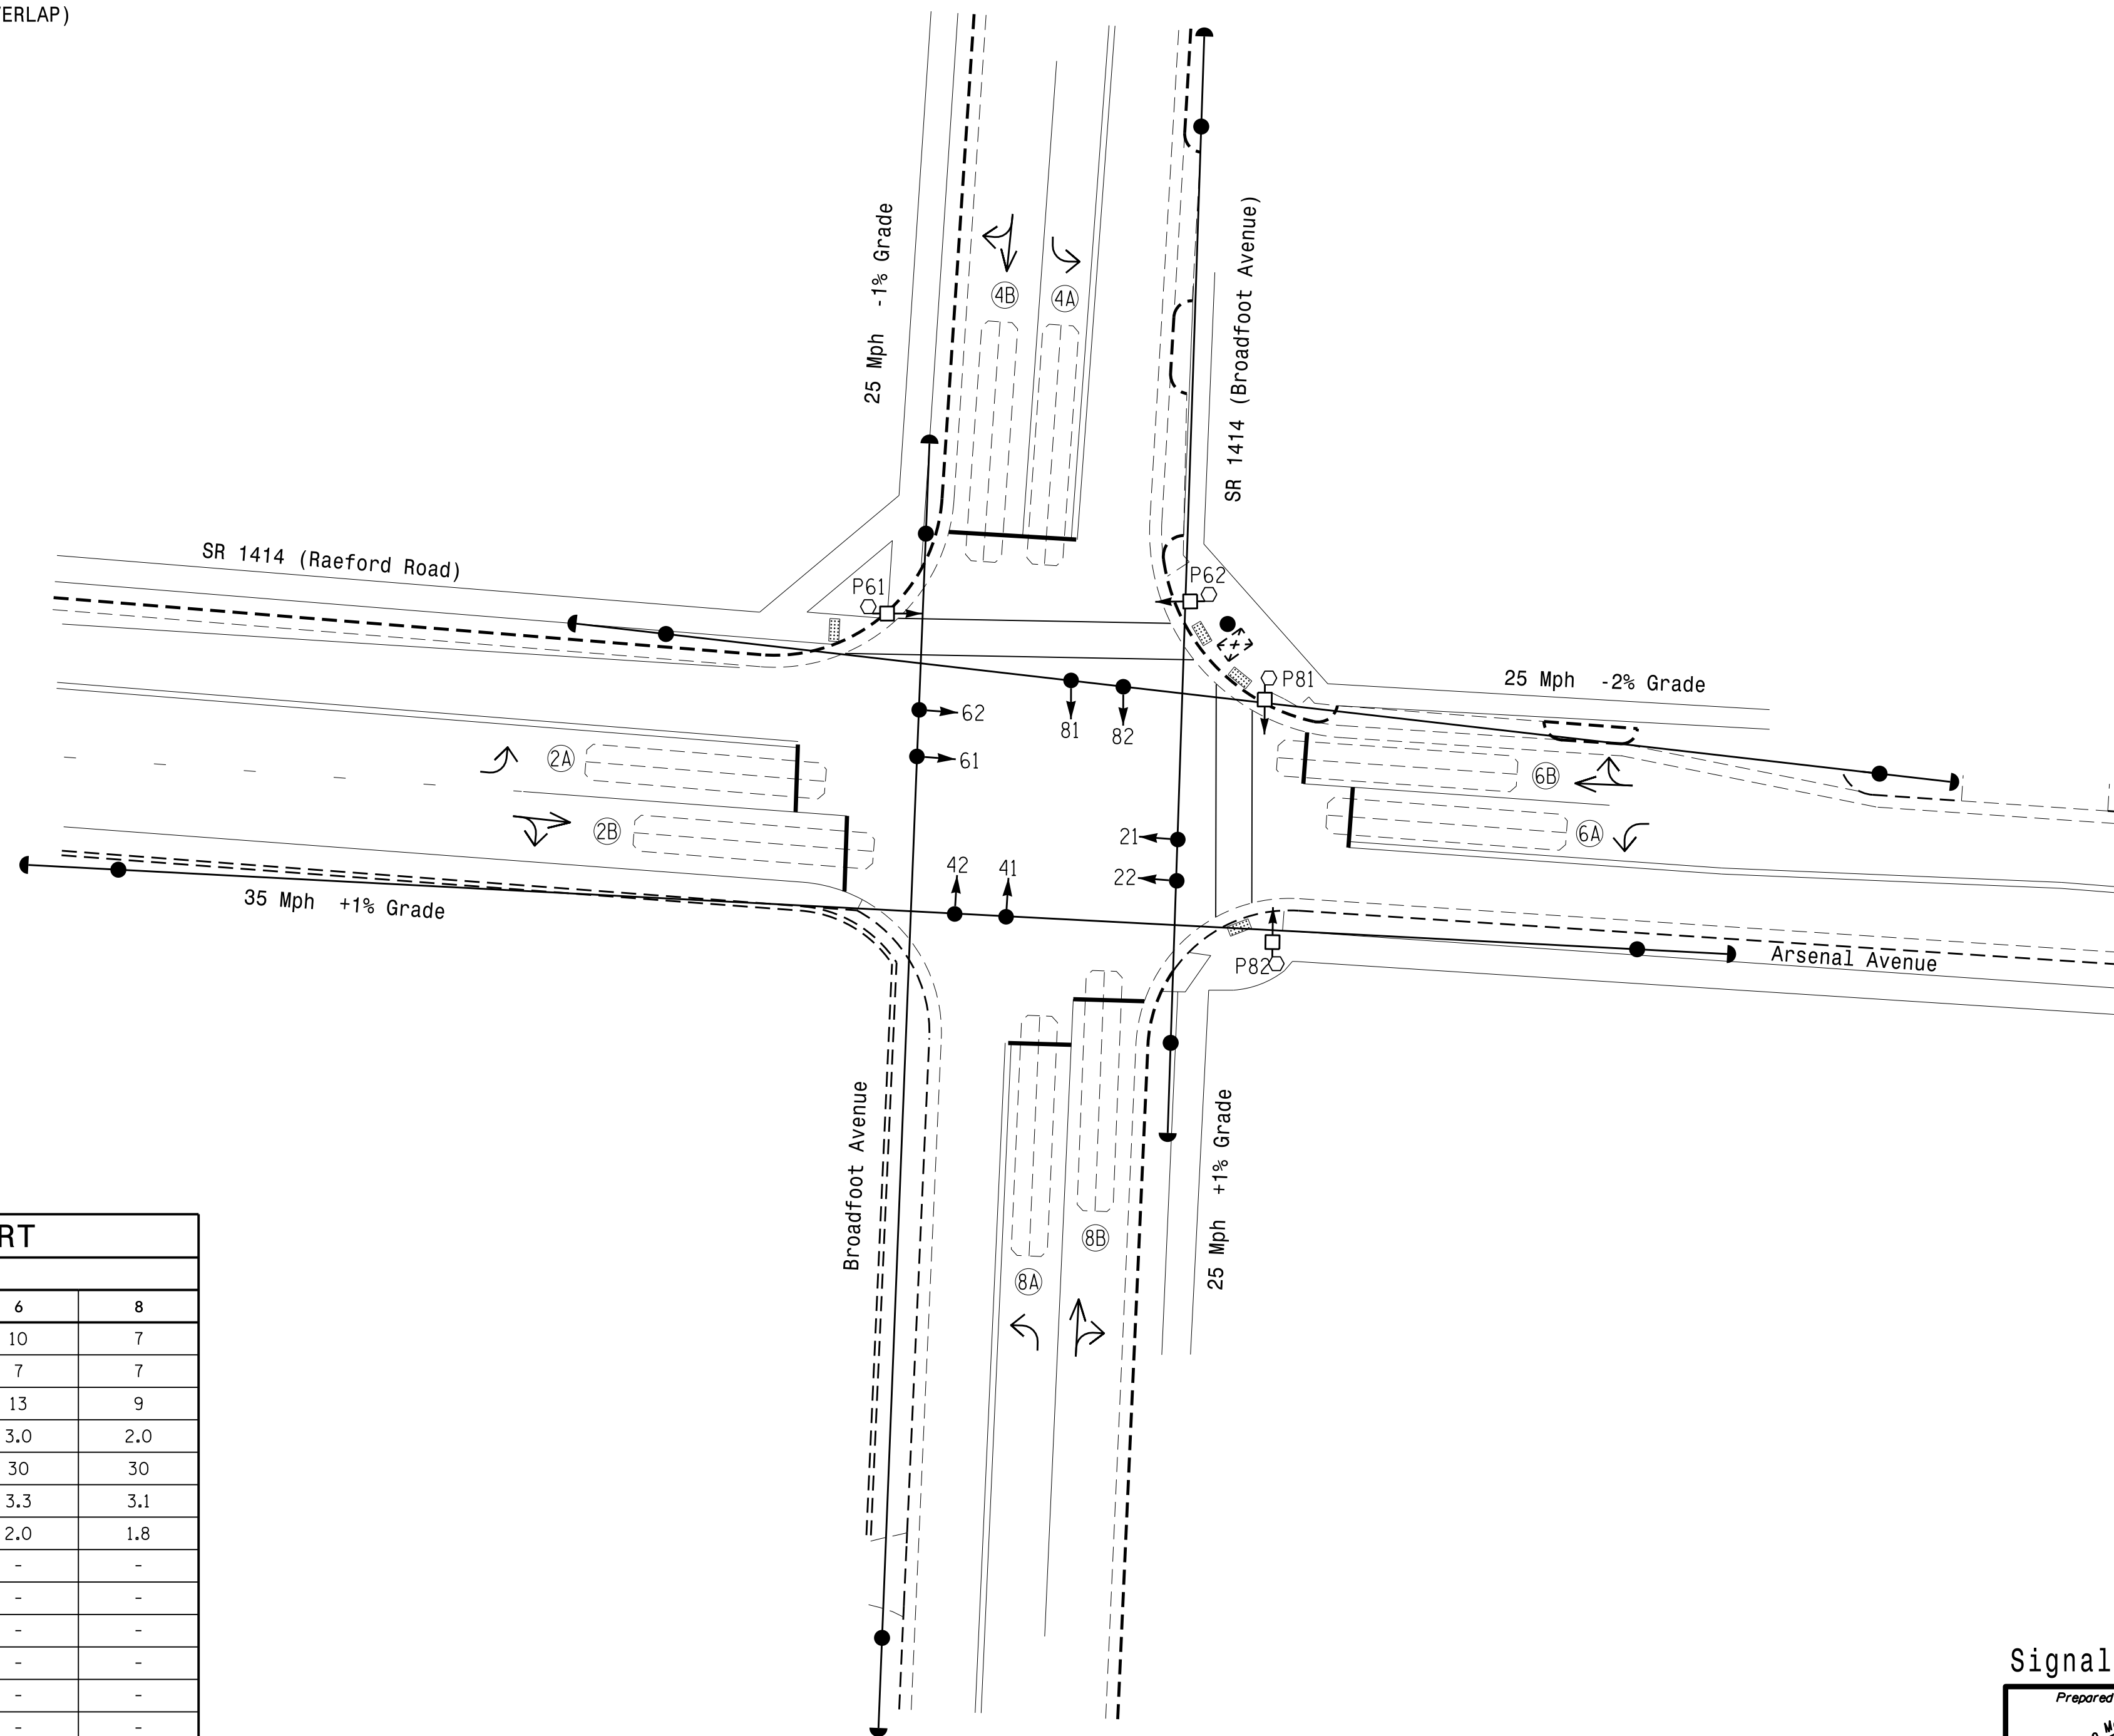 ERLAP)
25 Mph -1% Grade
SR 1414 (Broadfoot Avenue)
4B
4A
SR 1414 (Raeford Road)
P61
P62
P81
25 Mph -2% Grade
62
81
82
61
2A
6B
2B
6A
21
22
42
41
35 Mph +1% Grade
P82
Arsenal Avenue
Broadfoot Avenue
25 Mph +1% Grade
8B
8A
RT
6 8
10 7
7 7
13 9
3.0 2.0
30 30
3.3 3.1
2.0 1.8
- -
- -
- -
- -
- -
- -
Signal
Prepared